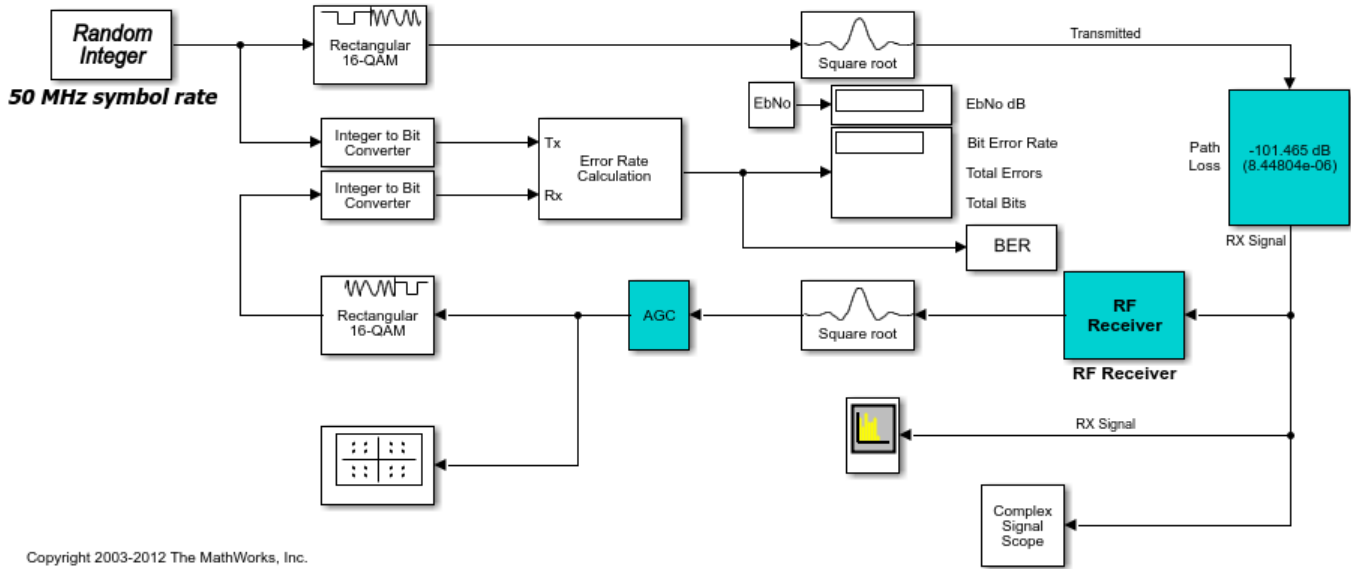 Random
Integer
50 MHz symbol rate
Rectangular
16-QAM
Square root
Transmitted
EbNo
EbNo dB
Integer to Bit
Converter
Tx
Error Rate
Calculation
Rx
Integer to Bit
Converter
Bit Error Rate
Total Errors
Total Bits
Path
Loss
-101.465 dB
(8.44804e-06)
RX Signal
BER
Rectangular
16-QAM
AGC
Square root
RF
Receiver
RF Receiver
RX Signal
Complex
Signal
Scope
Copyright 2003-2012 The MathWorks, Inc.